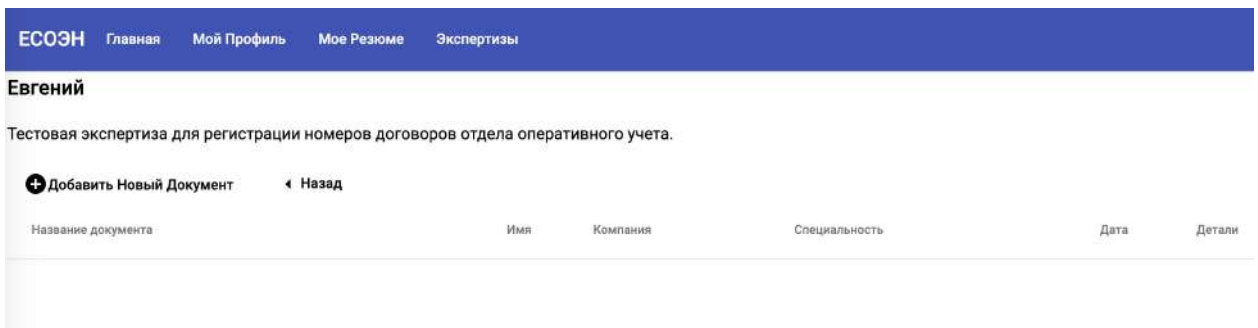 ЕСОЭН Главная Мой Профиль Мое Резюме Экспертизы
Евгений
Тестовая экспертиза для регистрации номеров договоров отдела оперативного учета.
Добавить Новый Документ Назад
Название документа Имя Компания Специальность Дата Детали